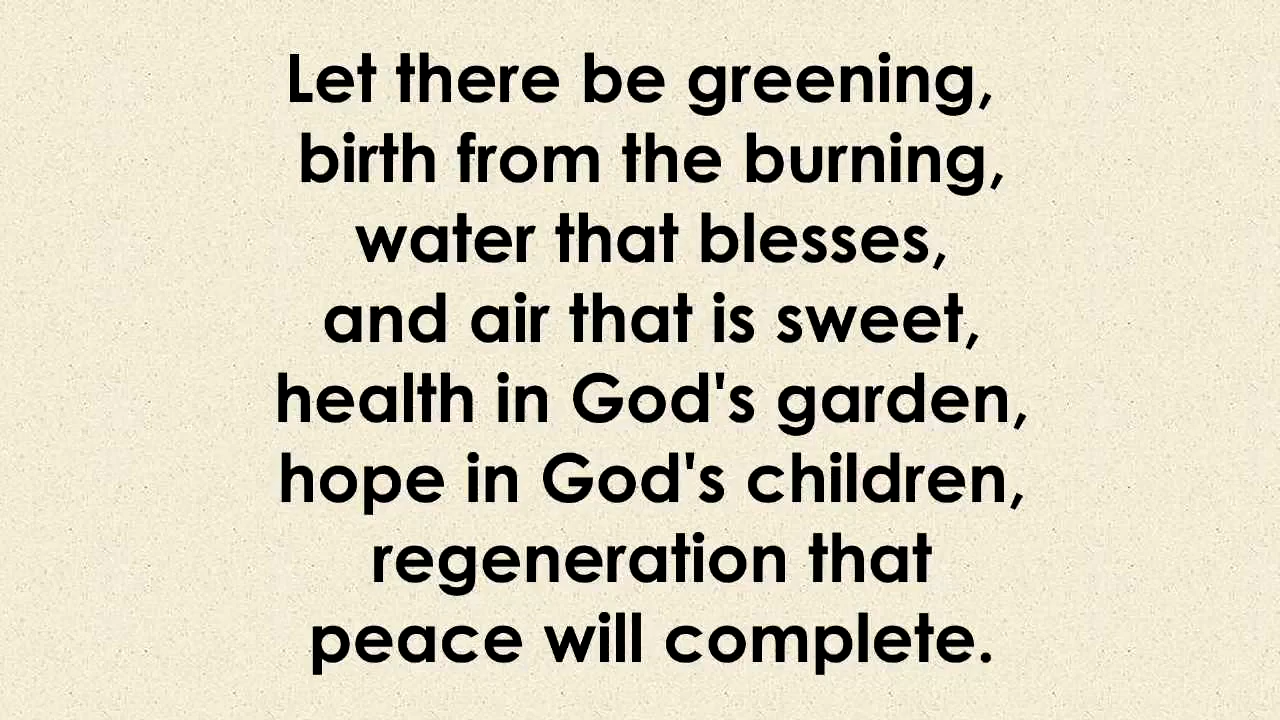 Let there be greening,
birth from the burning,
water that blesses,
and air that is sweet,
health in God's garden,
hope in God's children,
regeneration that
peace will complete.